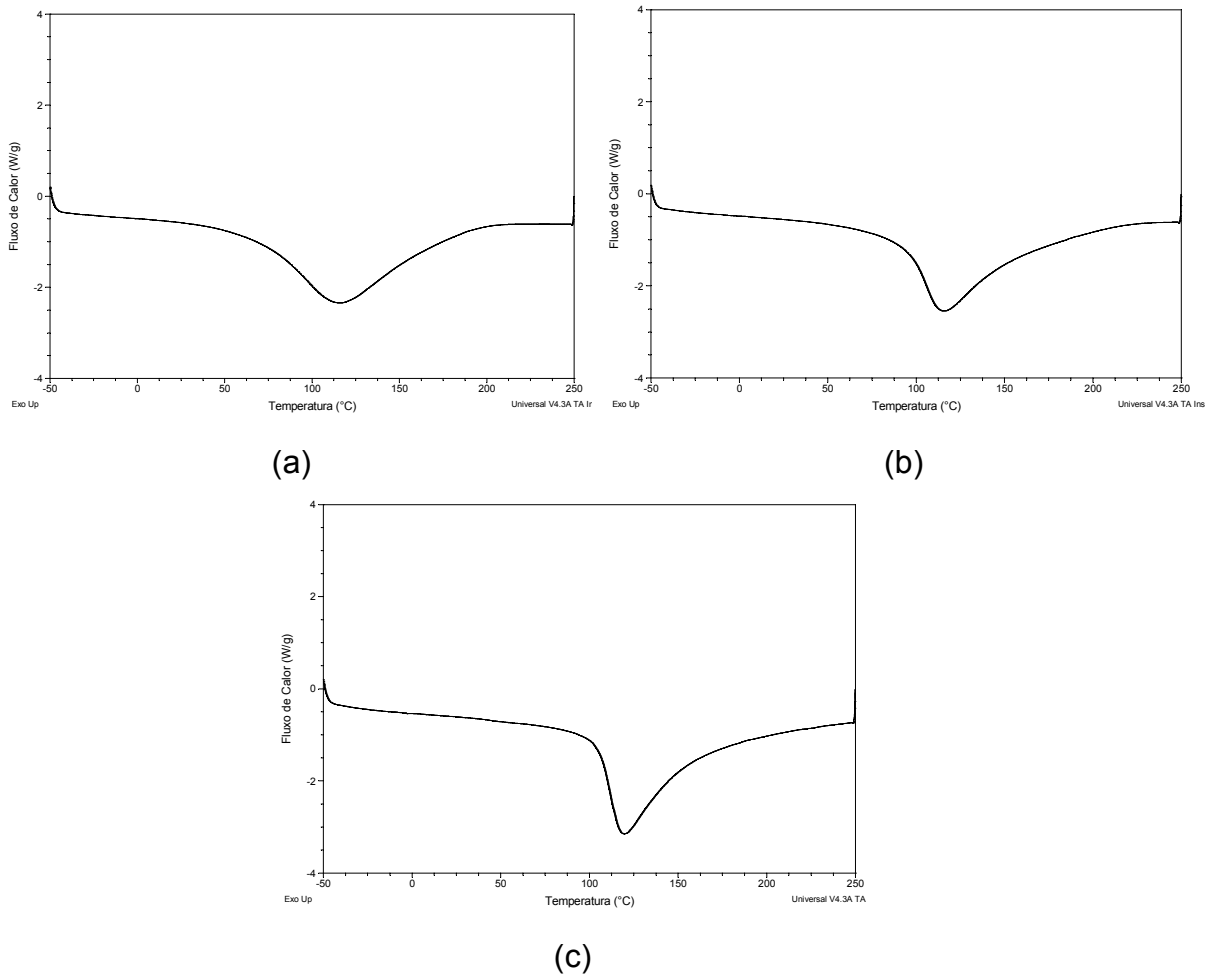 4
2
0
-2
-4
Fluxo de Calor (W/g)
-50 0 50 100 150 200 250
Exo Up Temperatura (°C) Universal V4.3A TA Ir
(a)
4
2
0
-2
-4
Fluxo de Calor (W/g)
-50 0 50 100 150 200 250
Exo Up Temperatura (°C) Universal V4.3A TA Ins
(b)
4
2
0
-2
-4
Fluxo de Calor (W/g)
-50 0 50 100 150 200 250
Exo Up Temperatura (°C) Universal V4.3A TA
(c)